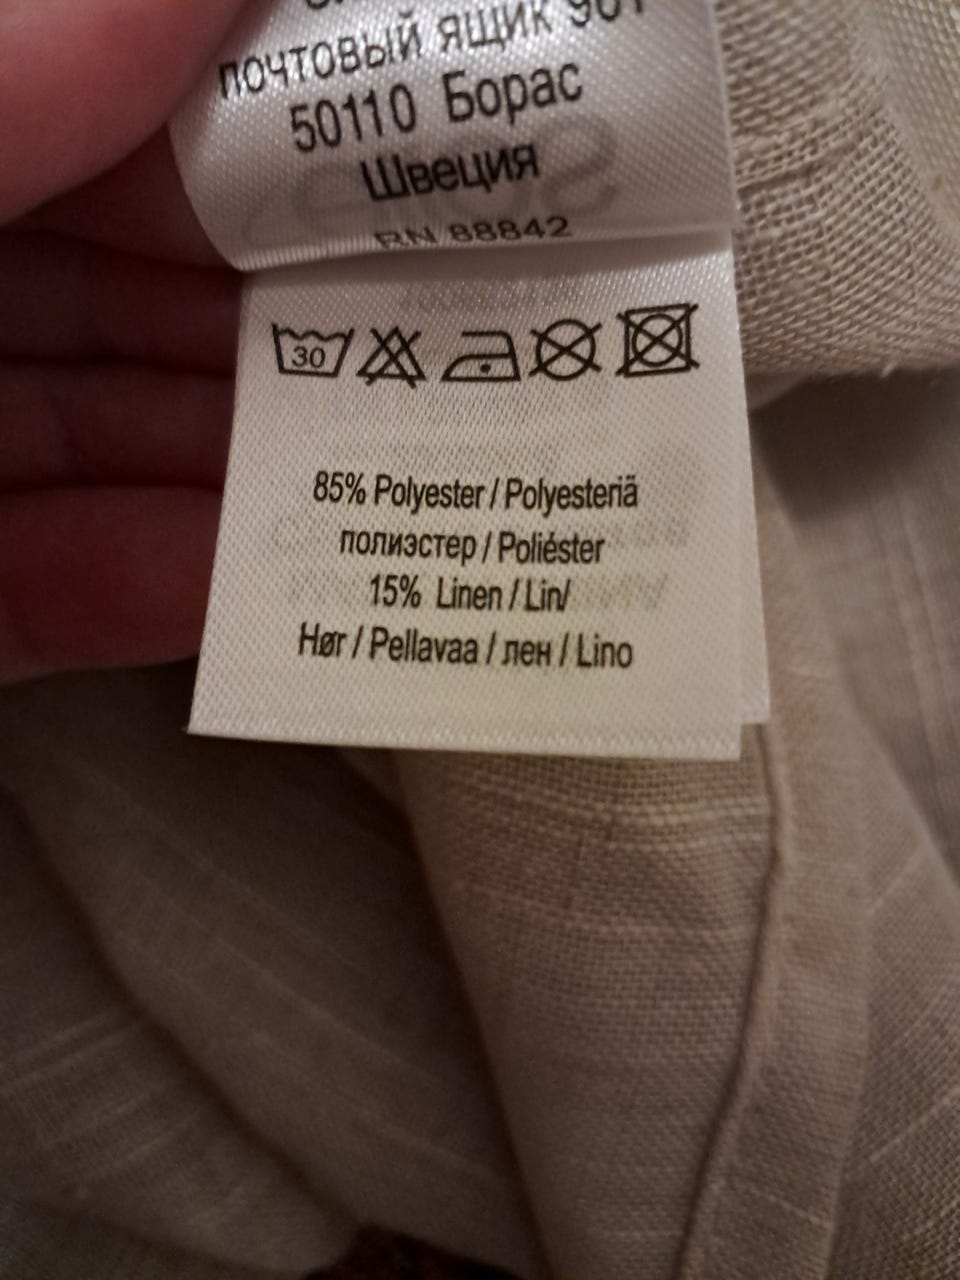 почтовый ящик 901
50110 Борас
Швеция
RN 88842
30
85% Polyester / Polyesteriä
полиэстер / Poliéster
15% Linen / Lin/
Hør / Pellavaa / лен / Lino